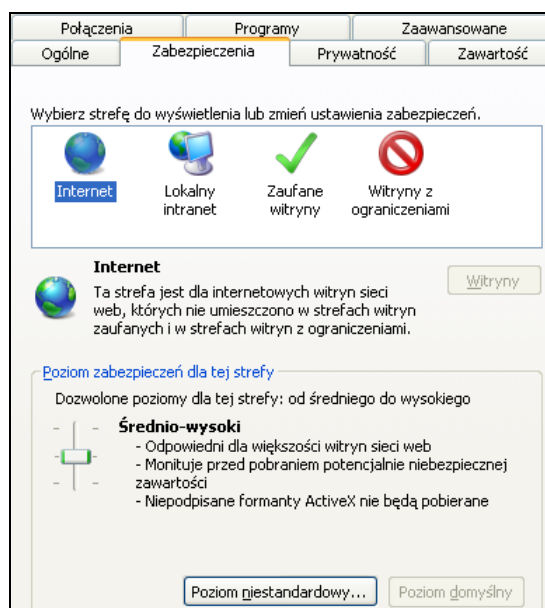 Połączenia Programy Zaawansowane
Ogólne Zabezpieczenia Prywatność Zawartość
Wybierz strefę do wyświetlenia lub zmień ustawienia zabezpieczeń.
Internet Lokalny intranet Zaufane witryny Witryny z ograniczeniami
Internet
Witryny
Ta strefa jest dla internetowych witryn sieci
web, których nie umieszczono w strefach witryn
zaufanych i w strefach witryn z ograniczeniami.
Poziom zabezpieczeń dla tej strefy
Dozwolone poziomy dla tej strefy: od średniego do wysokiego
Średnio-wysoki
- Odpowiedni dla większości witryn sieci web
- Monituje przed pobraniem potencjalnie niebezpiecznej
zawartości
- Niepodpisane formanty ActiveX nie będą pobierane
Poziom niestandardowy... Poziom domyślny